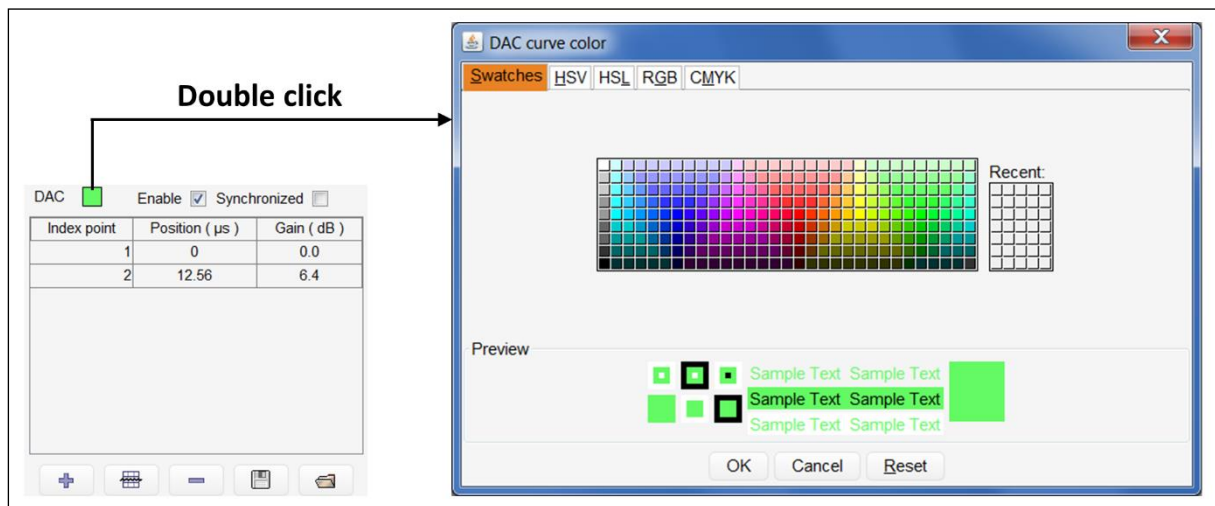 Double click
DAC Enable Synchronized
Index point Position ( µs ) Gain ( dB )
1 0 0.0
2 12.56 6.4
DAC curve color
X
Swatches HSV HSL RGB CMYK
Recent:
Preview
Sample Text Sample Text
Sample Text Sample Text
Sample Text Sample Text
OK Cancel Reset